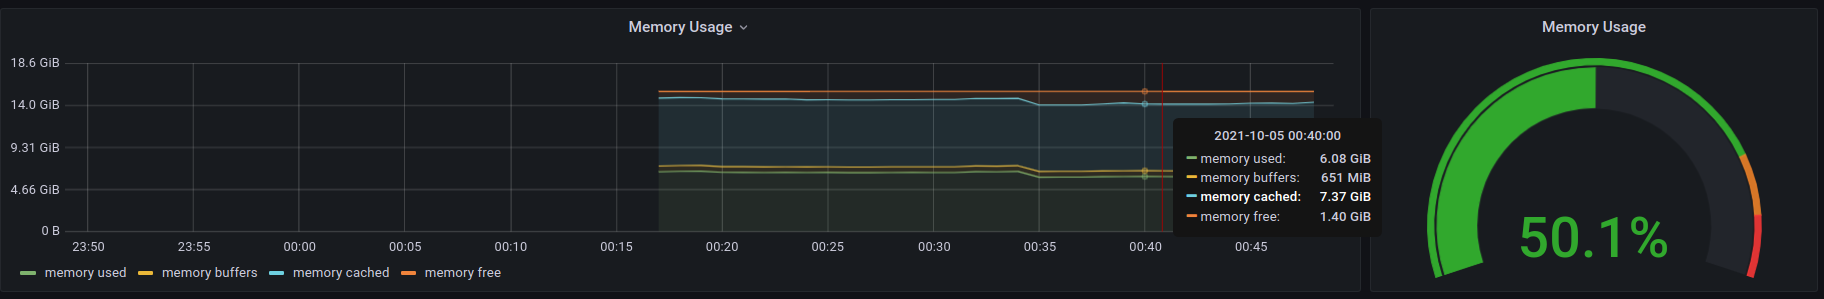 Memory Usage
18.6 GiB
14.0 GiB
9.31 GiB
4.66 GiB
0 B
23:50 23:55 00:00 00:05 00:10 00:15 00:20 00:25 00:30 00:35 00:40 00:45
memory used memory buffers memory cached memory free
2021-10-05 00:40:00
memory used: 6.08 GiB
memory buffers: 651 MiB
memory cached: 7.37 GiB
memory free: 1.40 GiB
Memory Usage
50.1%